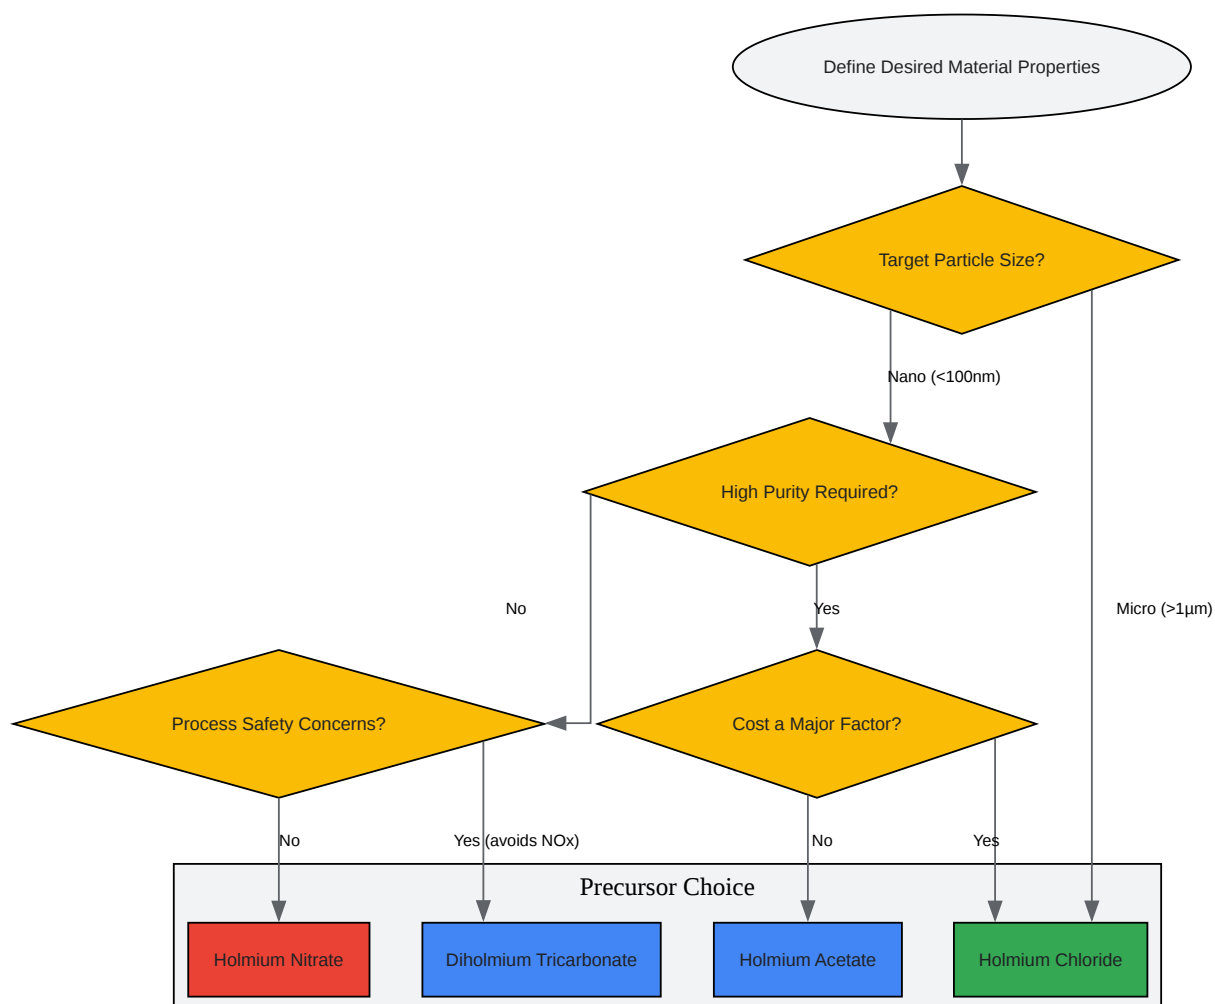 Define Desired Material Properties
Target Particle Size?
Nano (<100nm)
High Purity Required?
No
Yes
Micro (>1µm)
Process Safety Concerns?
Cost a Major Factor?
No
Yes (avoids NOx)
No
Yes
Precursor Choice
Holmium Nitrate
Diholmium Tricarbonate
Holmium Acetate
Holmium Chloride